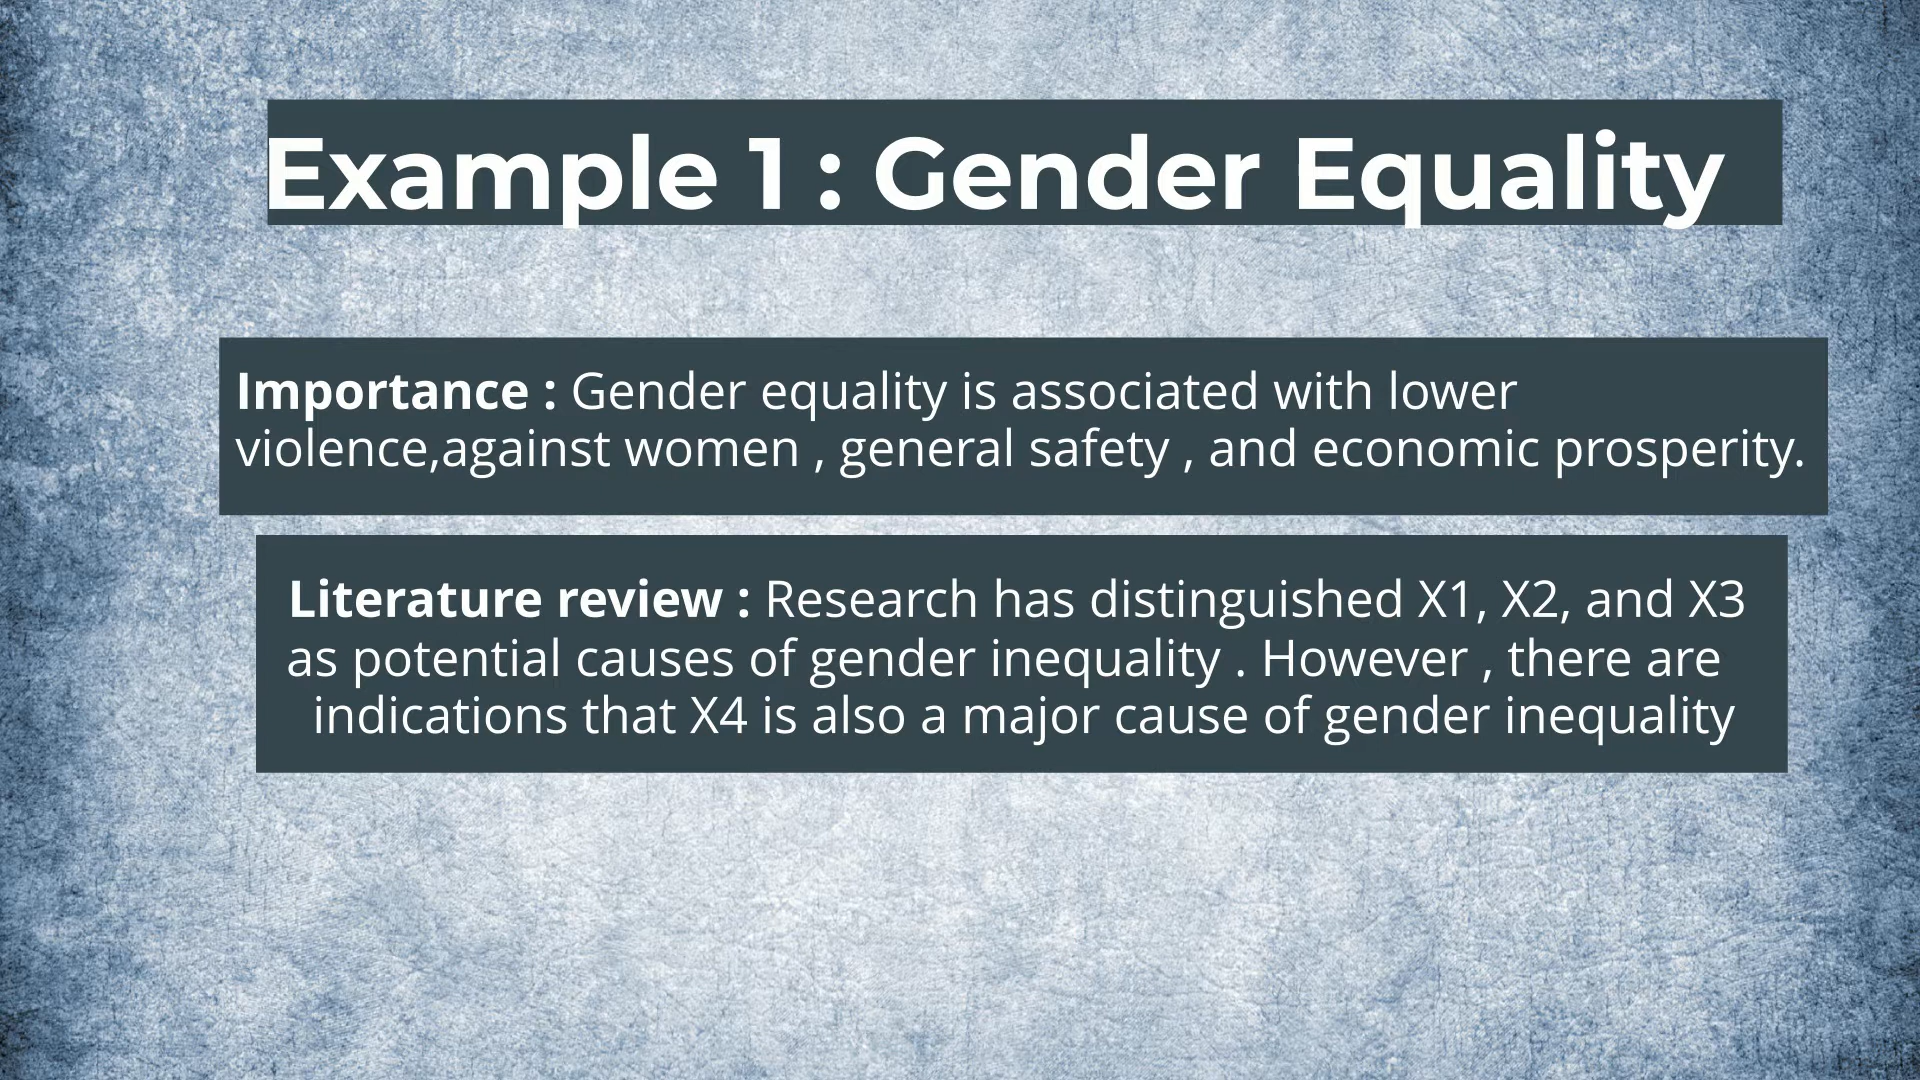 Example 1 : Gender Equality
Importance : Gender equality is associated with lower
violence,against women , general safety , and economic prosperity.
Literature review : Research has distinguished X1, X2, and X3
as potential causes of gender inequality . However , there are
indications that X4 is also a major cause of gender inequality